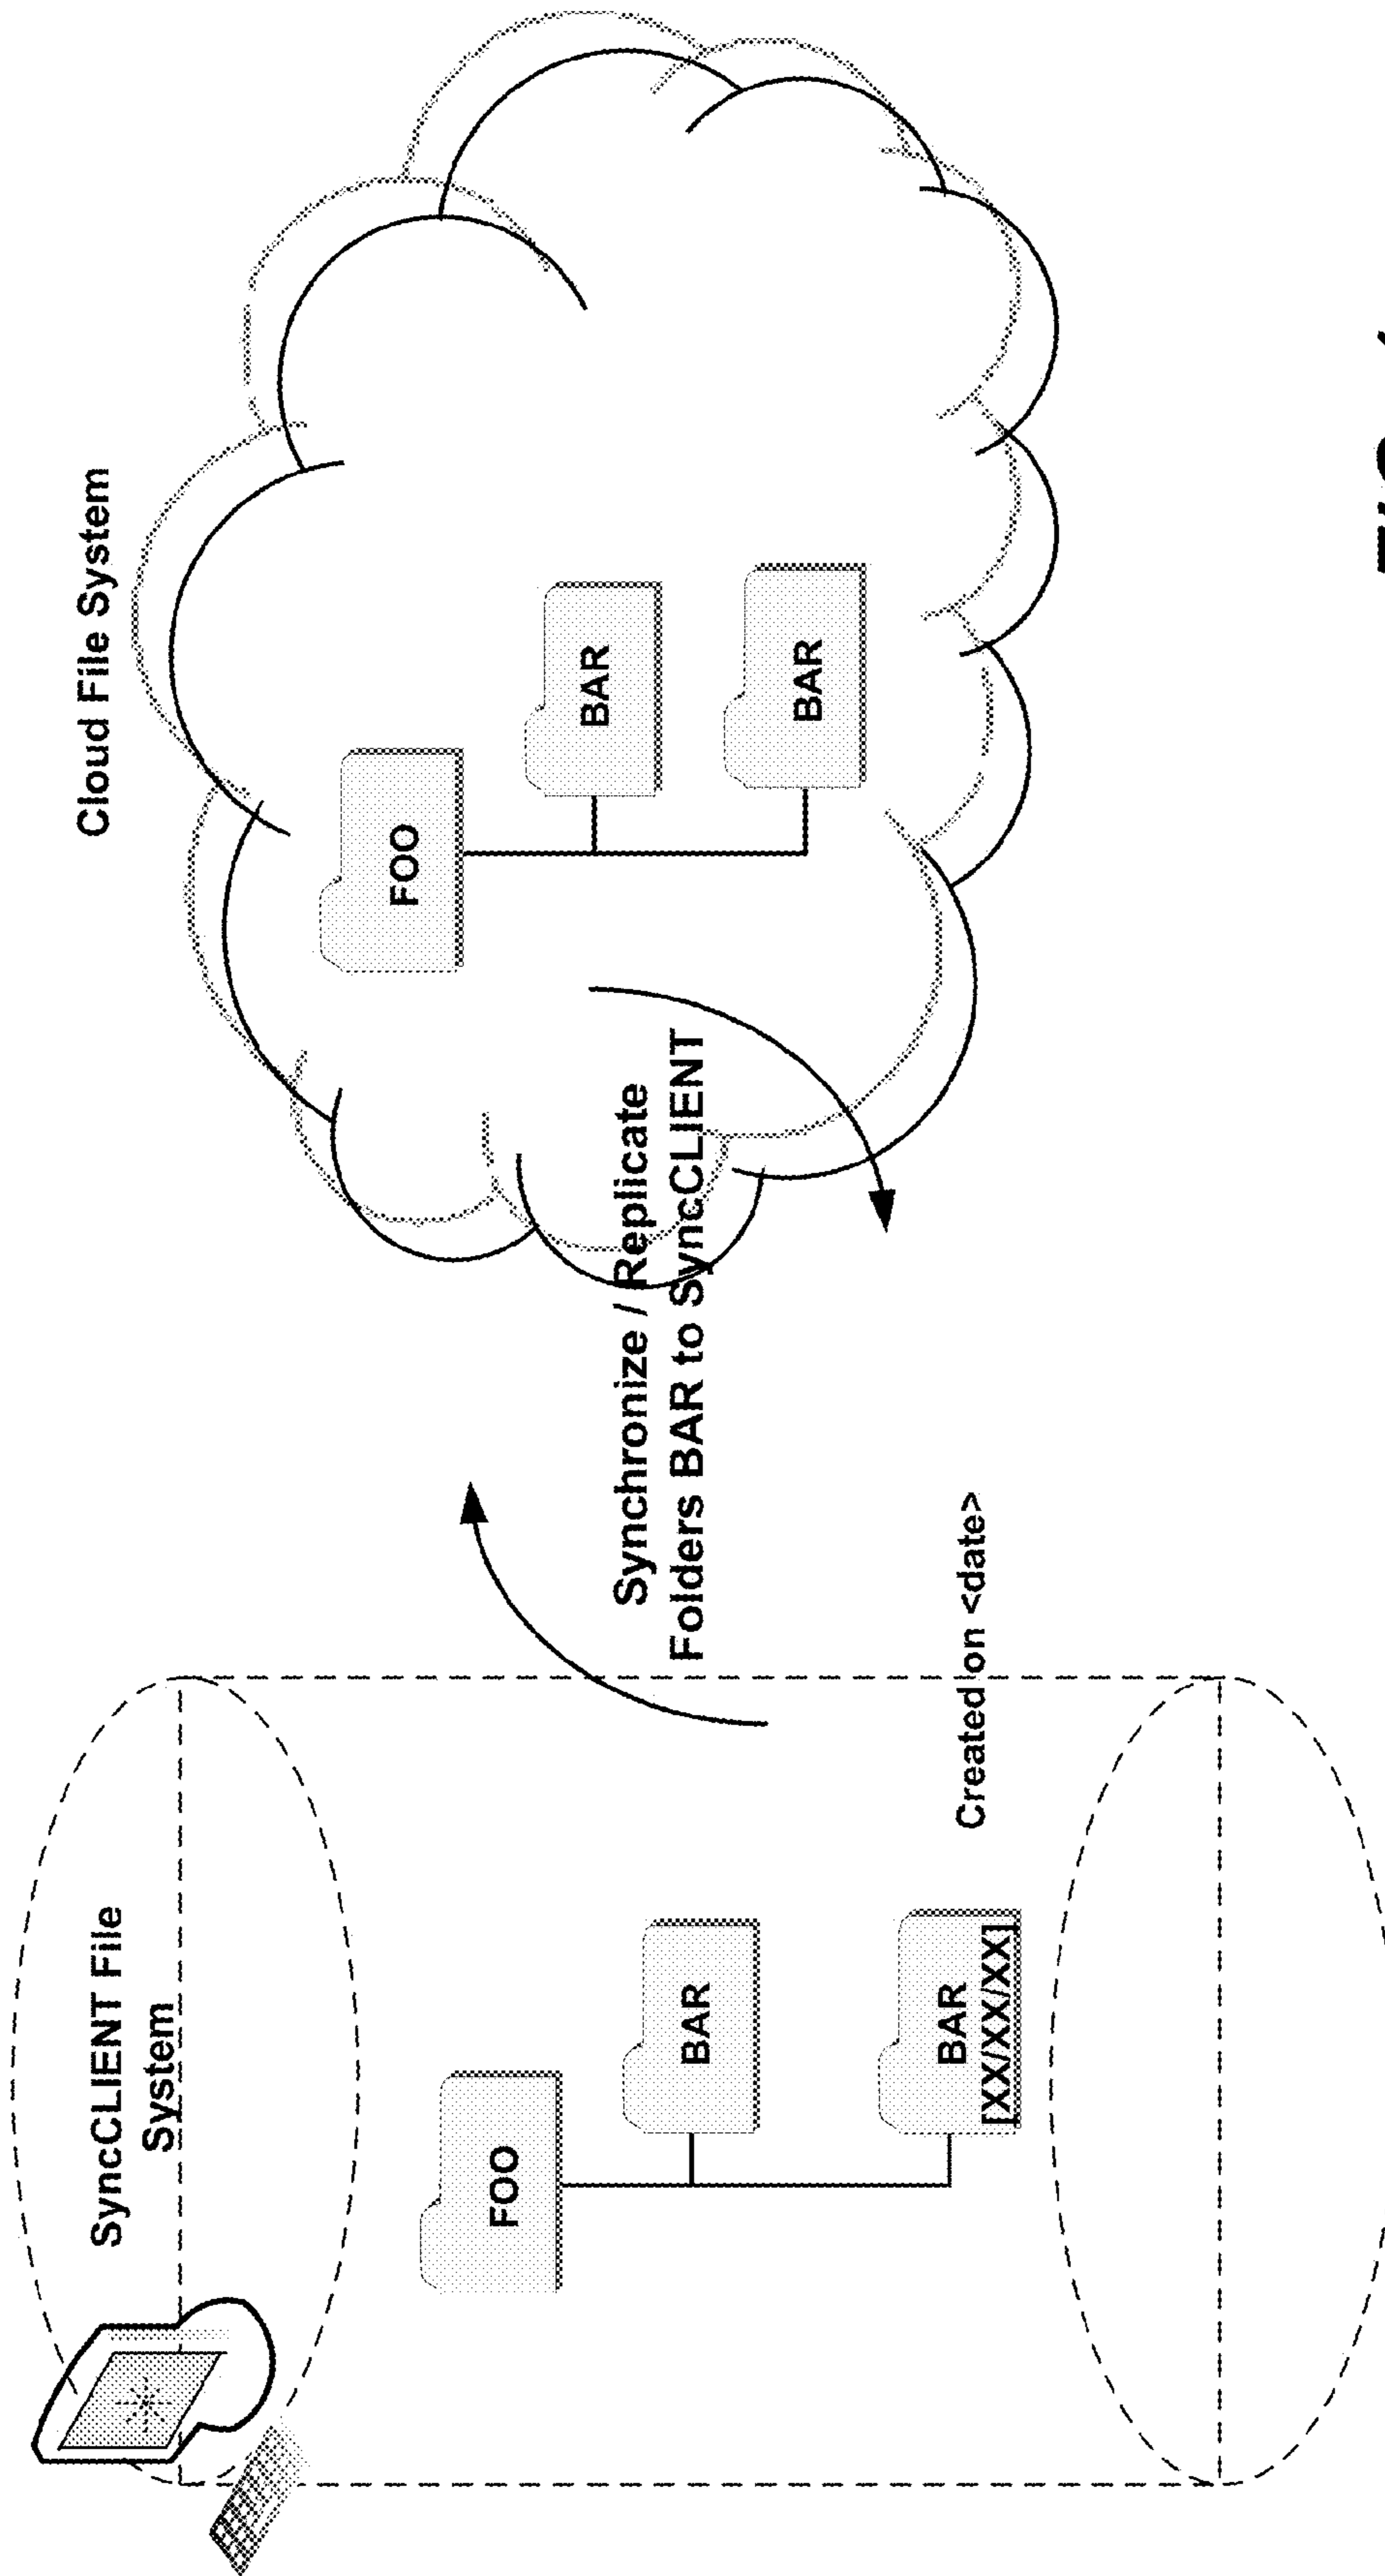 SyncCLIENT File
System
FOO
BAR
BAR
[XX/XX/XX]
Created on <date>
Synchronize / Replicate
Folders BAR to SyncCLIENT
Cloud File System
FOO
BAR
BAR